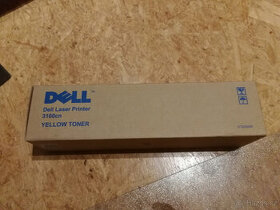 DELL
Dell Laser Printer
3100cn
YELLOW TONER